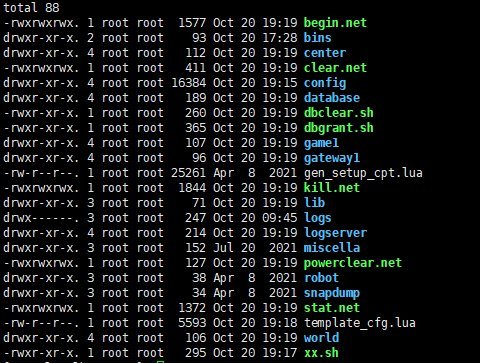 total 88
-rwxrwxrwx. 1 root root  1577 Oct 20 19:19 begin.net
drwxr-xr-x. 2 root root    93 Oct 20 17:28 bins
drwxr-xr-x. 4 root root   112 Oct 20 19:19 center
-rwxrwxrwx. 1 root root   411 Oct 20 19:19 clear.net
drwxr-xr-x. 4 root root 16384 Oct 20 19:15 config
drwxr-xr-x. 4 root root   189 Oct 20 19:19 database
-rwxr-xr-x. 1 root root   260 Oct 20 19:19 dbclear.sh
-rwxr-xr-x. 1 root root   365 Oct 20 19:19 dbgrant.sh
drwxr-xr-x. 4 root root   107 Oct 20 19:19 game1
drwxr-xr-x. 4 root root    96 Oct 20 19:19 gateway1
-rw-r--r--. 1 root root 25261 Apr  8  2021 gen_setup_cpt.lua
-rwxrwxrwx. 1 root root  1844 Oct 20 19:19 kill.net
drwxr-xr-x. 3 root root    71 Oct 20 19:19 lib
drwx------. 3 root root   247 Oct 20 09:45 logs
drwxr-xr-x. 4 root root   214 Oct 20 19:19 logserver
drwxr-xr-x. 3 root root   152 Jul 20  2021 miscella
-rwxr-xr-x. 1 root root   127 Oct 20 19:19 powerclear.net
drwxr-xr-x. 3 root root    38 Apr  8  2021 robot
drwxr-xr-x. 3 root root    34 Apr  8  2021 snapdump
-rwxrwxrwx. 1 root root  1372 Oct 20 19:19 stat.net
-rw-r--r--. 1 root root  5593 Oct 20 19:18 template_cfg.lua
drwxr-xr-x. 4 root root   106 Oct 20 19:19 world
-rwxr-xr-x. 1 root root   295 Oct 20 19:17 xx.sh